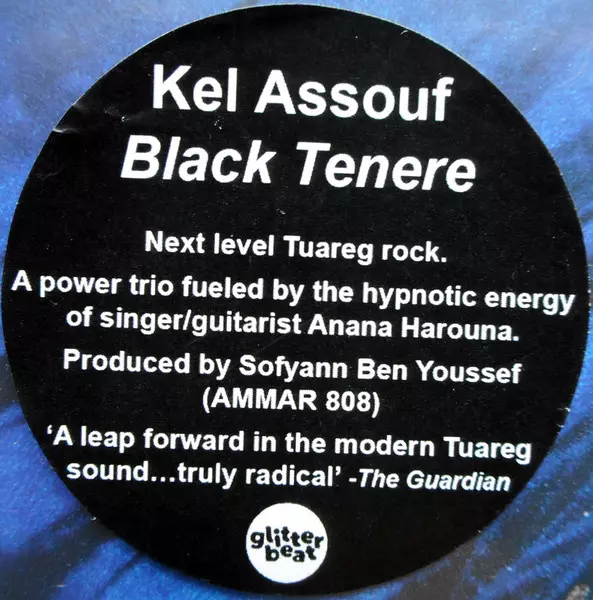 Kel Assouf
Black Tenere
Next level Tuareg rock.
A power trio fueled by the hypnotic energy
of singer/guitarist Anana Harouna.
Produced by Sofyann Ben Youssef
(AMMAR 808)
‘A leap forward in the modern Tuareg
sound...truly radical’ -The Guardian
glitter
beat